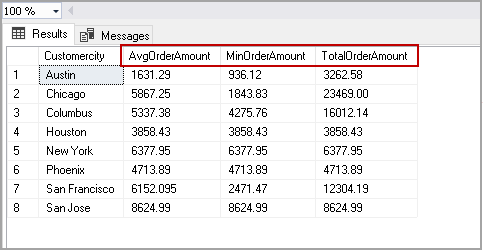 100 %
Results Messages
Customercity AvgOrderAmount MinOrderAmount TotalOrderAmount
1 Austin 1631.29 936.12 3262.58
2 Chicago 5867.25 1843.83 23469.00
3 Columbus 5337.38 4275.76 16012.14
4 Houston 3858.43 3858.43 3858.43
5 New York 6377.95 6377.95 6377.95
6 Phoenix 4713.89 4713.89 4713.89
7 San Francisco 6152.095 2471.47 12304.19
8 San Jose 8624.99 8624.99 8624.99